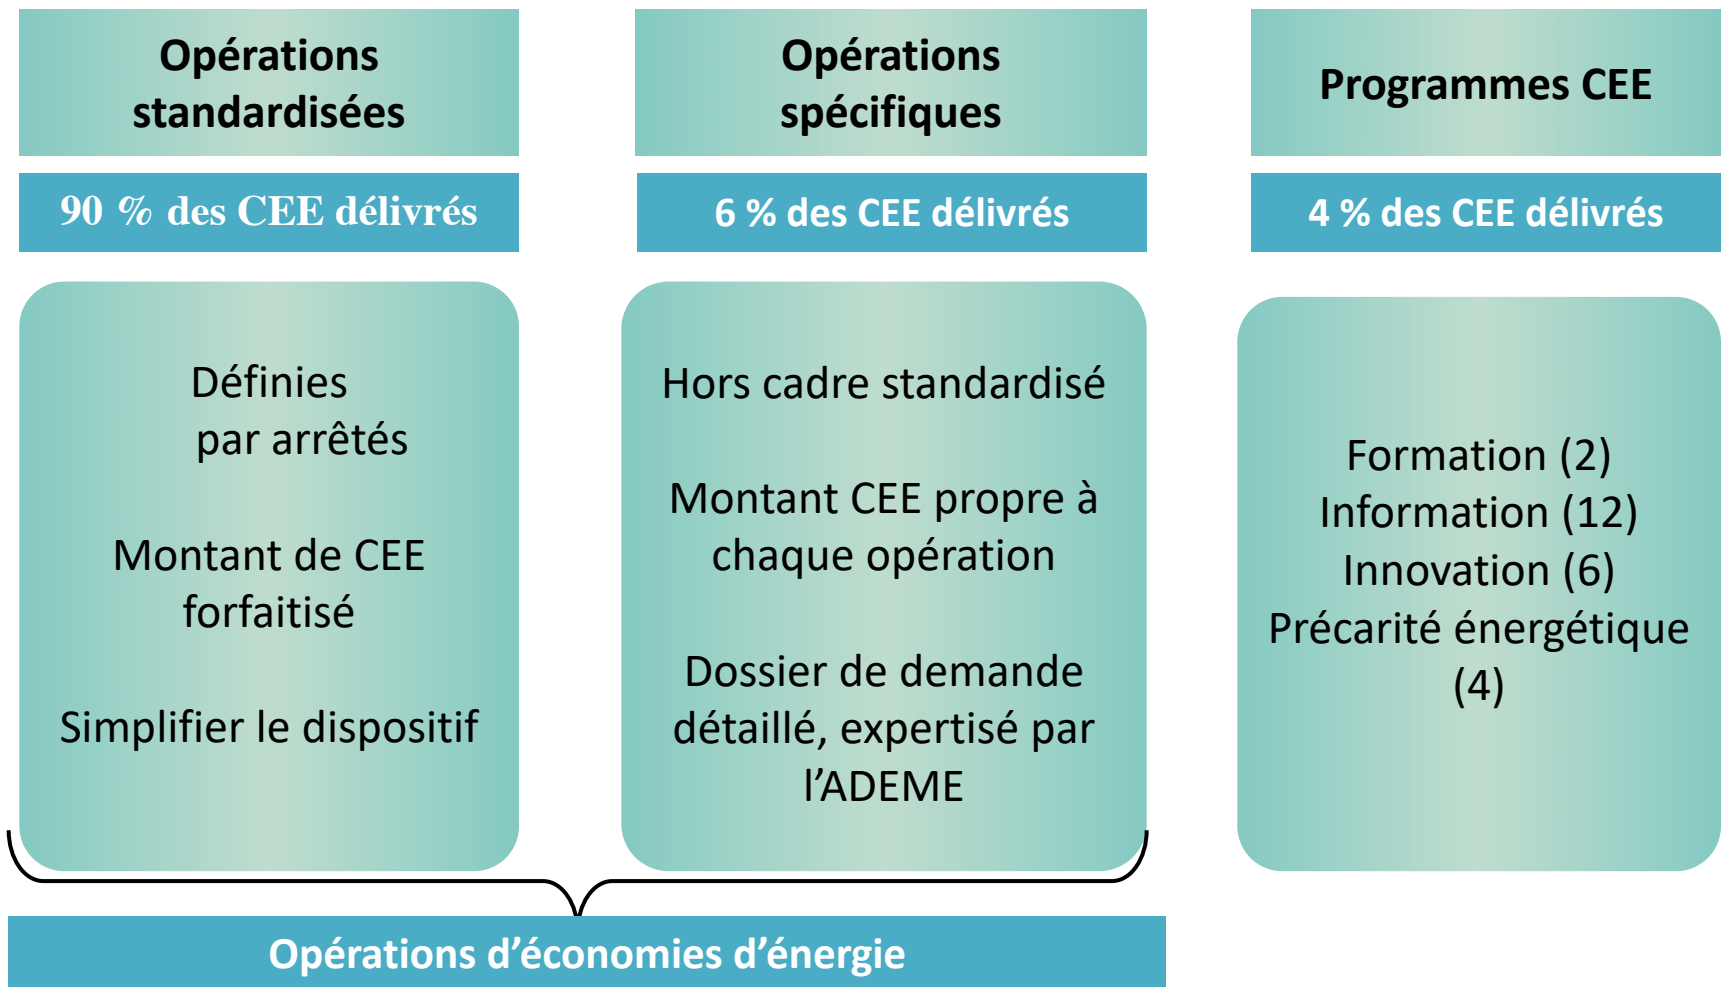 Opérations
standardisées
90 % des CEE délivrés
Définies
par arrêtés
Montant de CEE
forfaitisé
Simplifier le dispositif
Opérations
spécifiques
6 % des CEE délivrés
Hors cadre standardisé
Montant CEE propre à
chaque opération
Dossier de demande
détaillé, expertisé par
l’ADEME
Programmes CEE
4 % des CEE délivrés
Formation (2)
Information (12)
Innovation (6)
Précarité énergétique
(4)
Opérations d’économies d’énergie